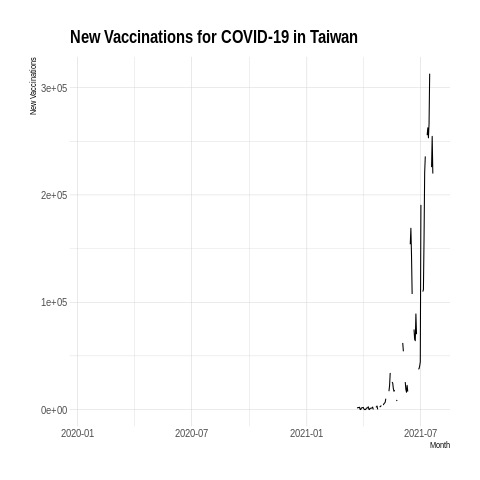 New Vaccinations for COVID-19 in Taiwan
New Vaccinations
3e+05
2e+05
1e+05
0e+00
2020-01 2020-07 2021-01 2021-07
Month